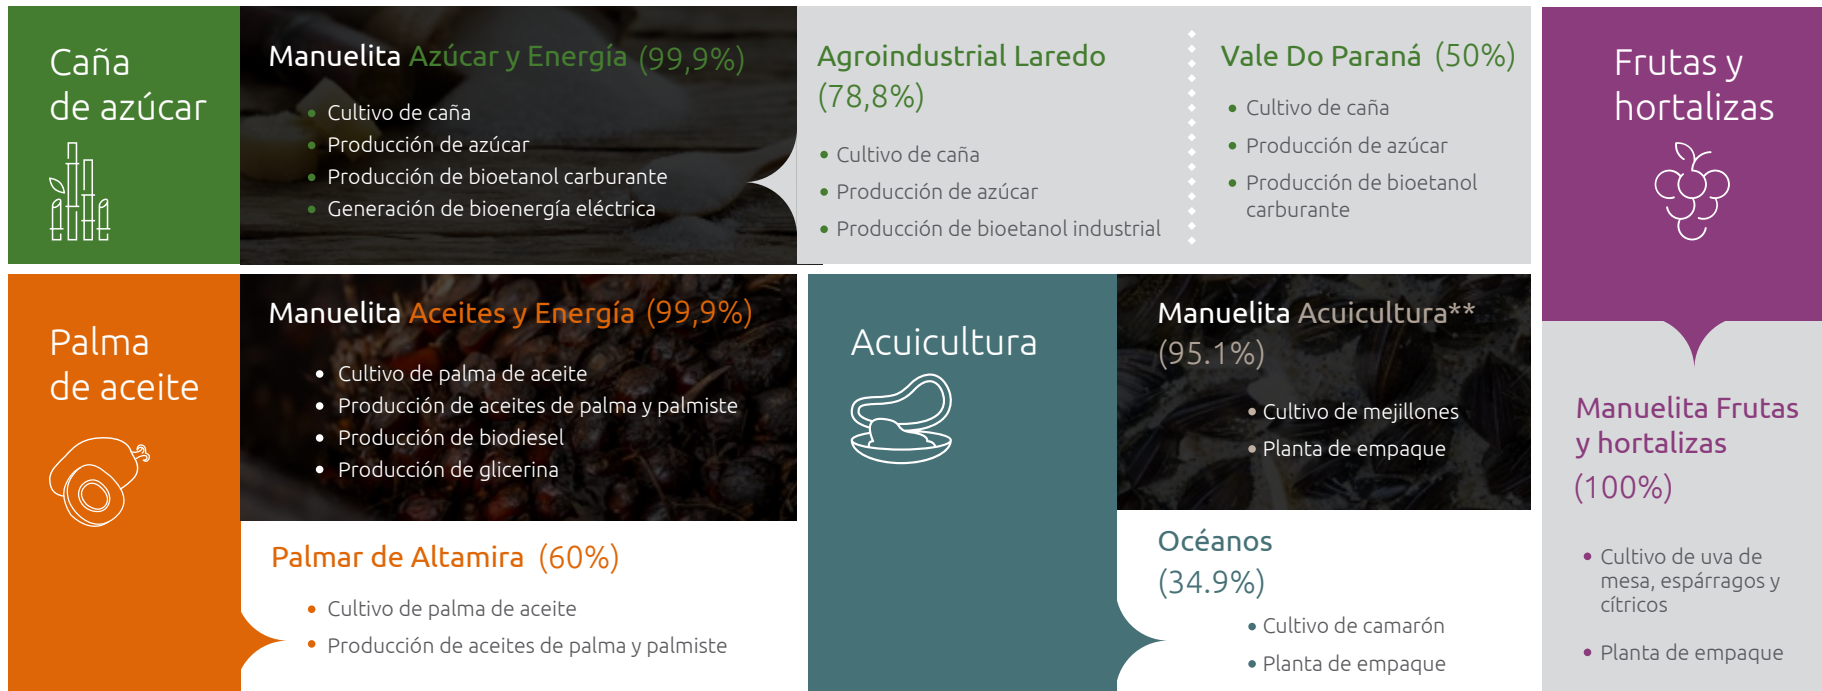 Caña
de azúcar
Manuelita Azúcar y Energía (99,9%)
• Cultivo de caña
• Producción de azúcar
• Producción de bioetanol carburante
• Generación de bioenergía eléctrica
Agroindustrial Laredo
(78,8%)
• Cultivo de caña
• Producción de azúcar
• Producción de bioetanol industrial
Vale Do Paraná (50%)
• Cultivo de caña
• Producción de azúcar
• Producción de bioetanol
carburante
Palma
de aceite
Manuelita Aceites y Energía (99,9%)
• Cultivo de palma de aceite
• Producción de aceites de palma y palmiste
• Producción de biodiesel
• Producción de glicerina
Palmar de Altamira (60%)
• Cultivo de palma de aceite
• Producción de aceites de palma y palmiste
Acuicultura
Manuelita Acuicultura**
(95.1%)
• Cultivo de mejillones
• Planta de empaque
Océanos
(34.9%)
• Cultivo de camarón
• Planta de empaque
Frutas y
hortalizas
Manuelita Frutas
y hortalizas
(100%)
• Cultivo de uva de
mesa, espárragos y
cítricos
• Planta de empaque